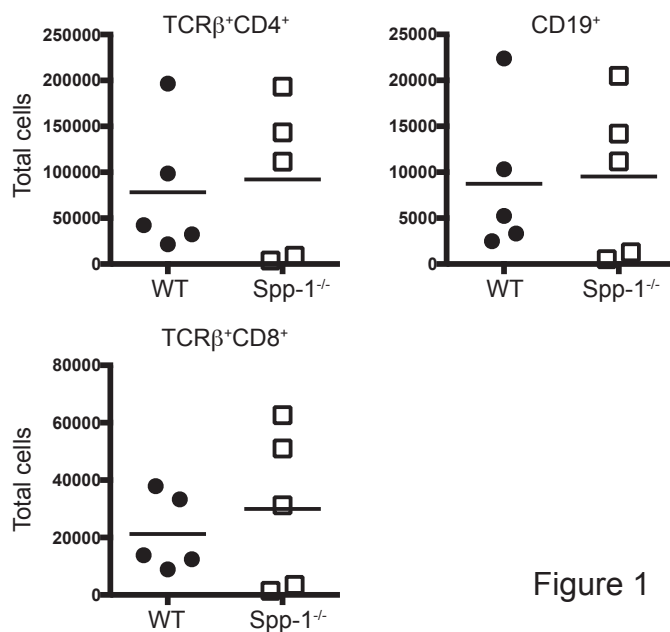 TCRβ⁺CD4⁺
Total cells
250000
200000
150000
100000
50000
0
WT Spp-1⁻/⁻
CD19⁺
25000
20000
15000
10000
5000
0
WT Spp-1⁻/⁻
TCRβ⁺CD8⁺
Total cells
80000
60000
40000
20000
0
WT Spp-1⁻/⁻
Figure 1